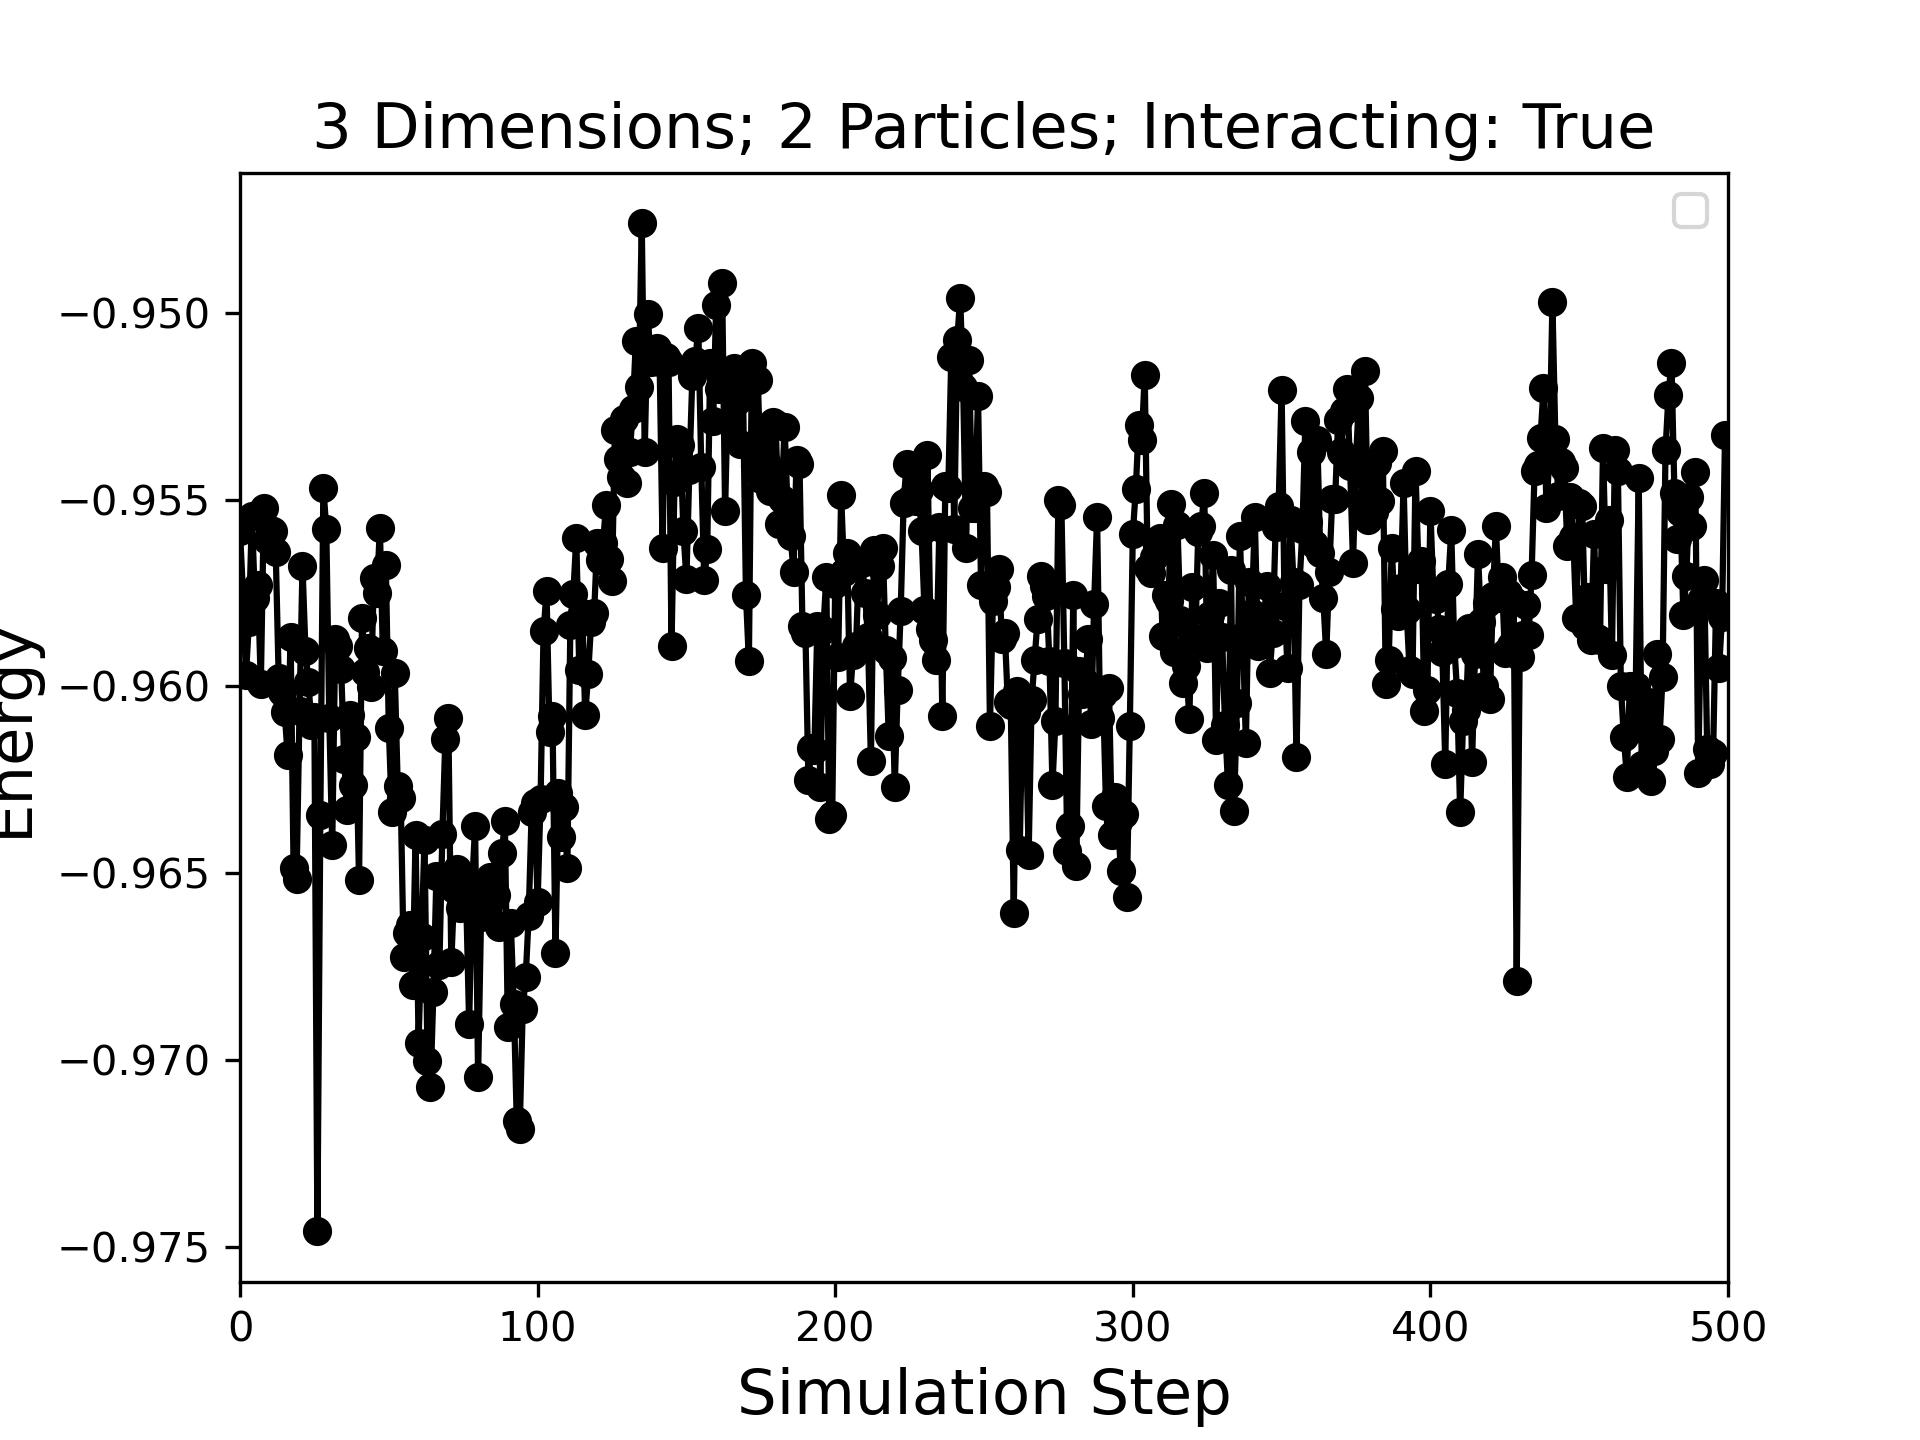 3 Dimensions; 2 Particles; Interacting: True
Energy
−0.950
−0.955
−0.960
−0.965
−0.970
−0.975
0 100 200 300 400 500
Simulation Step